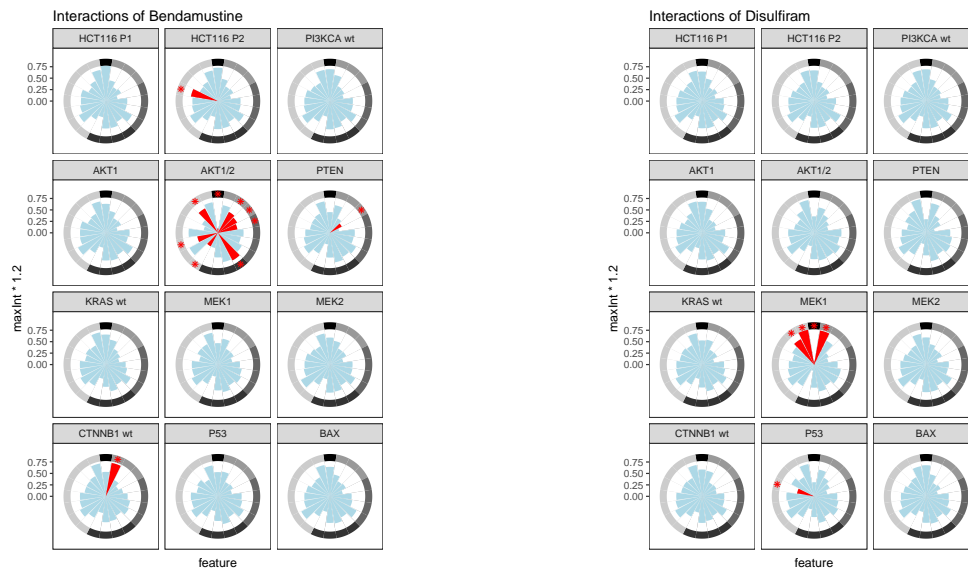 Interactions of Bendamustine
HCT116 P1
HCT116 P2
PI3KCA wt
0.75
0.50
0.25
0.00
*
AKT1
AKT1/2
PTEN
0.75
0.50
0.25
0.00
* * * * * * * *
*
KRAS wt
MEK1
MEK2
0.75
0.50
0.25
0.00
CTNNB1 wt
P53
BAX
0.75
0.50
0.25
0.00
*
maxInt * 1.2
feature
Interactions of Disulfiram
HCT116 P1
HCT116 P2
PI3KCA wt
0.75
0.50
0.25
0.00
AKT1
AKT1/2
PTEN
0.75
0.50
0.25
0.00
KRAS wt
MEK1
MEK2
0.75
0.50
0.25
0.00
* * * *
CTNNB1 wt
P53
BAX
0.75
0.50
0.25
0.00
*
maxInt * 1.2
feature